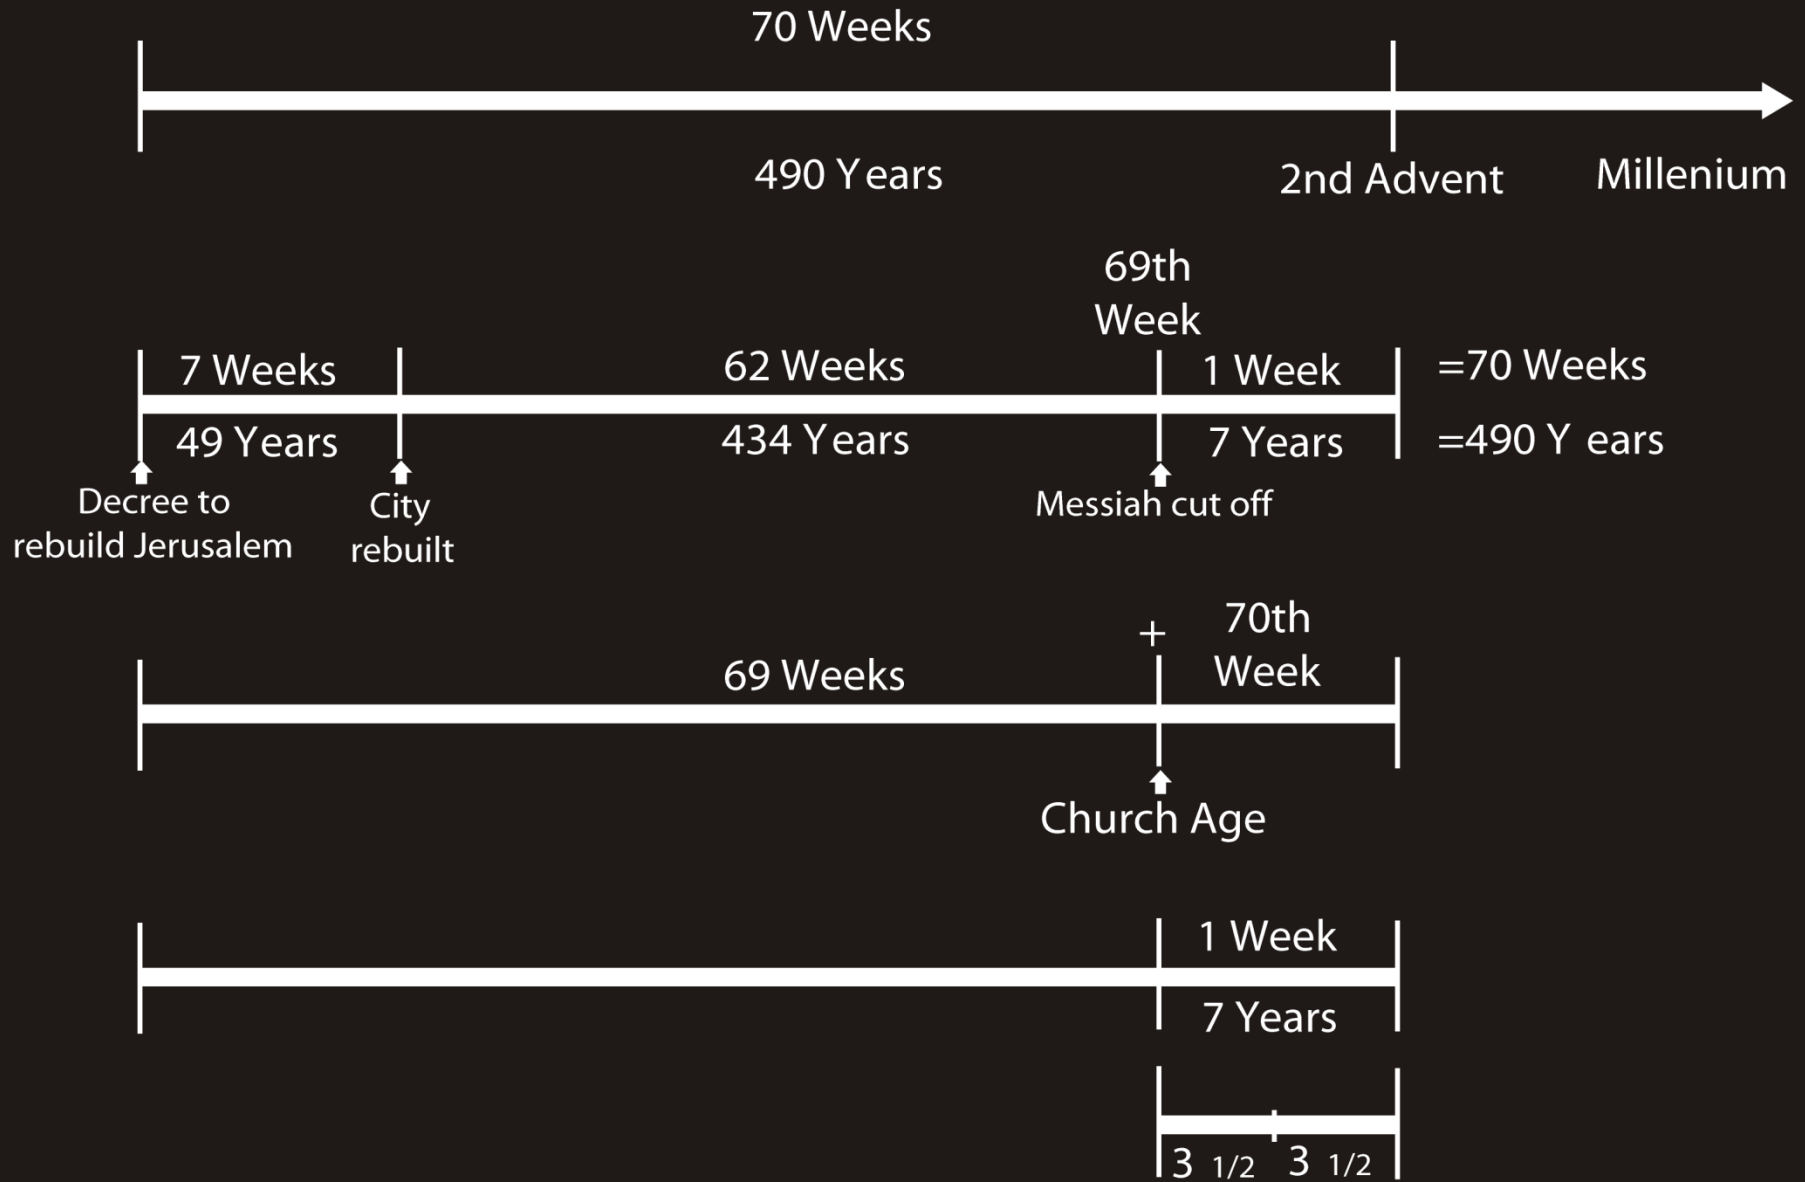 70 Weeks
490 Years
2nd Advent
Millenium
69th
Week
7 Weeks
62 Weeks
1 Week
=70 Weeks
49 Years
434 Years
7 Years
=490 Y ears
Decree to
rebuild Jerusalem
City
rebuilt
Messiah cut off
+
70th
Week
69 Weeks
Church Age
1 Week
7 Years
3 1/2
3 1/2